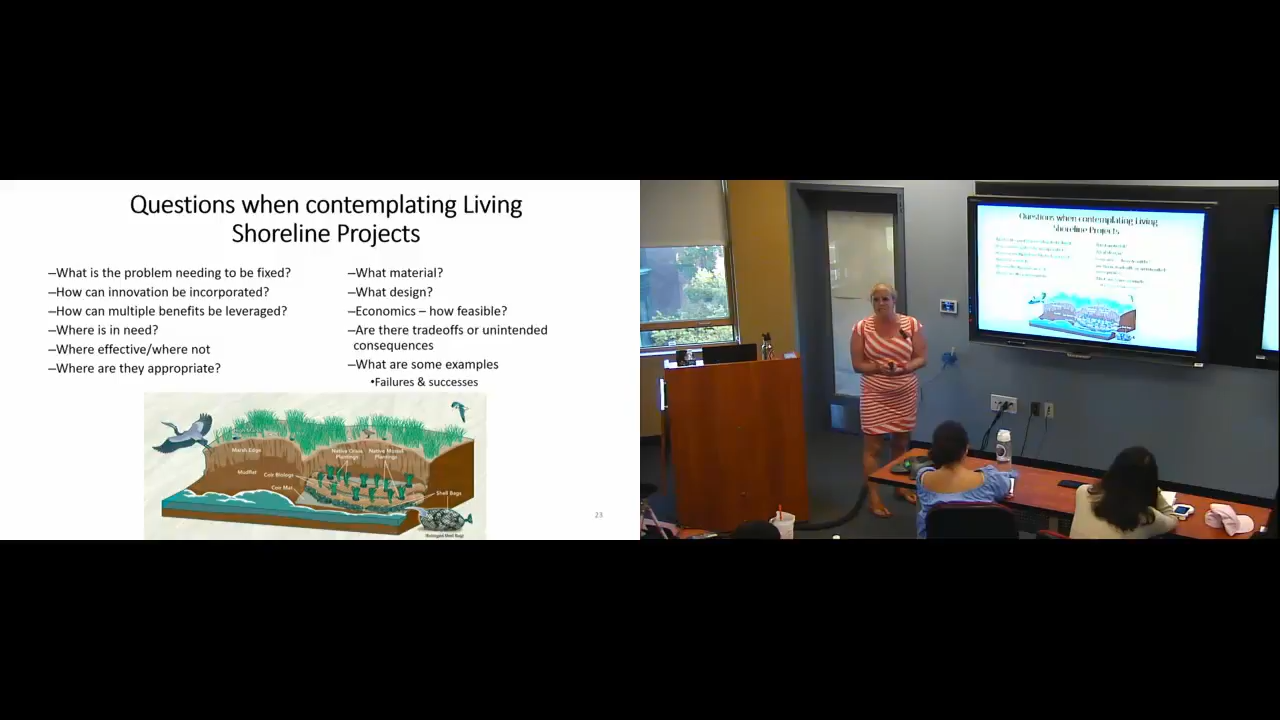 Questions when contemplating Living
Shoreline Projects
–What is the problem needing to be fixed?
–How can innovation be incorporated?
–How can multiple benefits be leveraged?
–Where is in need?
–Where effective/where not
–Where are they appropriate?
–What material?
–What design?
–Economics – how feasible?
–Are there tradeoffs or unintended
consequences
–What are some examples
•Failures & successes
Marsh Edge
Mudflat
Coir Biologs
Coir Mat
Native Grass
Plantings
Native Mussel
Plantings
Shell Bags
23
Questions when contemplating Living
Shoreline Projects